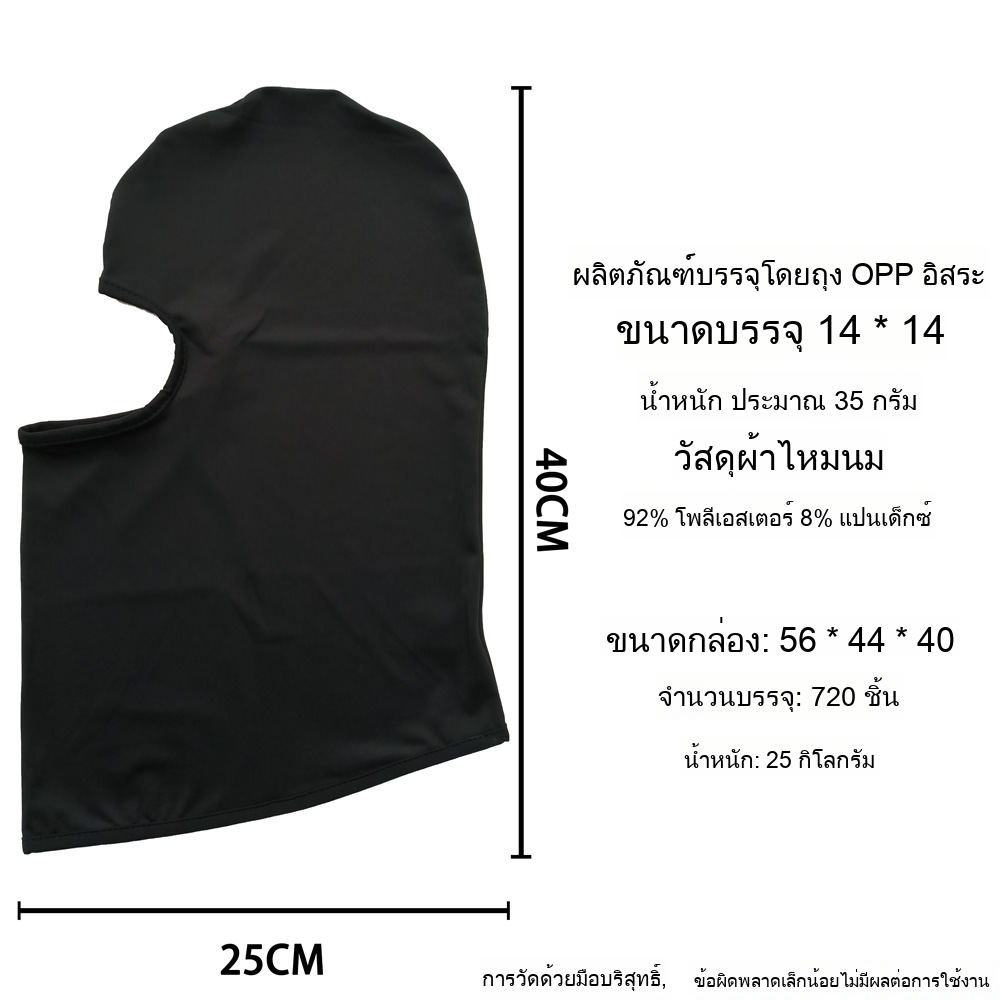 ผลิตภัณฑ์บรรจุโดยถุง OPP อิสระ
ขนาดบรรจุ 14 * 14
น้ำหนัก ประมาณ 35 กรัม
วัสดุผ้าไหมนม
40CM
92% โพลีเอสเตอร์ 8% แปนเด็กซ์
ขนาดกล่อง: 56 * 44 * 40
จำนวนบรรจุ: 720 ชิ้น
น้ำหนัก: 25 กิโลกรัม
25CM
การวัดด้วยมือบริสุทธิ์, ข้อผิดพลาดเล็กน้อยไม่มีผลต่อการใช้งาน